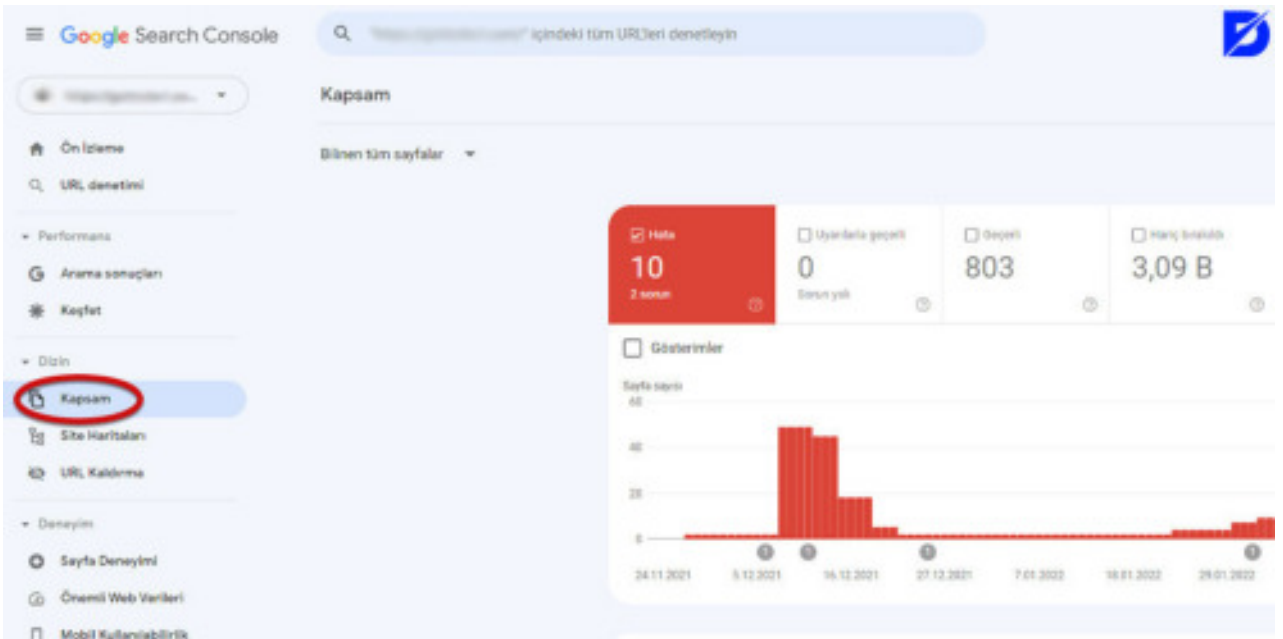 Google Search Console
içindeki tüm URL'leri denetleyin
Kapsam
Ön İzleme
Bilinen tüm sayfalar
URL denetimi
Performans
Arama sonuçları
Keşfet
Hata
10
2 sorun
Uyarılarla geçerli
0
Sorun yok
Geçerli
803
Hariç bırakıldı
3,09 B
Gösterimler
Dizin
Kapsam
Site Haritaları
URL Kaldırma
Sayfa sayısı
60
40
20
0
24.11.2021
5.12.2021
16.12.2021
27.12.2021
7.01.2022
18.01.2022
29.01.2022
Deneyim
Sayfa Deneyimi
Önemli Web Verileri
Mobil Kullanılabilirlik